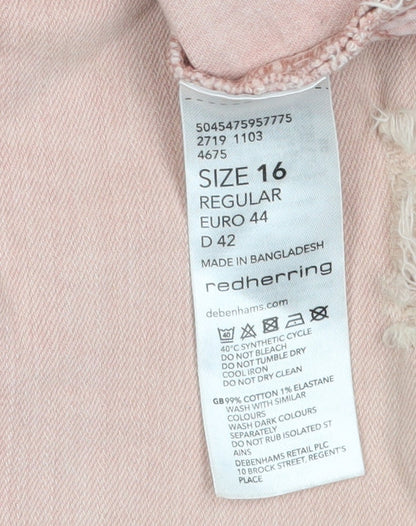 5045475957775
2719 1103
4675
SIZE 16
REGULAR
EURO 44
D 42
MADE IN BANGLADESH
redherring
debenhams.com
40
40°C SYNTHETIC CYCLE
DO NOT BLEACH
DO NOT TUMBLE DRY
COOL IRON
DO NOT DRY CLEAN
GB99% COTTON 1% ELASTANE
WASH WITH SIMILAR
COLOURS
WASH DARK COLOURS
SEPARATELY
DO NOT RUB ISOLATED ST
AINS
DEBENHAMS RETAIL PLC
10 BROCK STREET, REGENT'S
PLACE